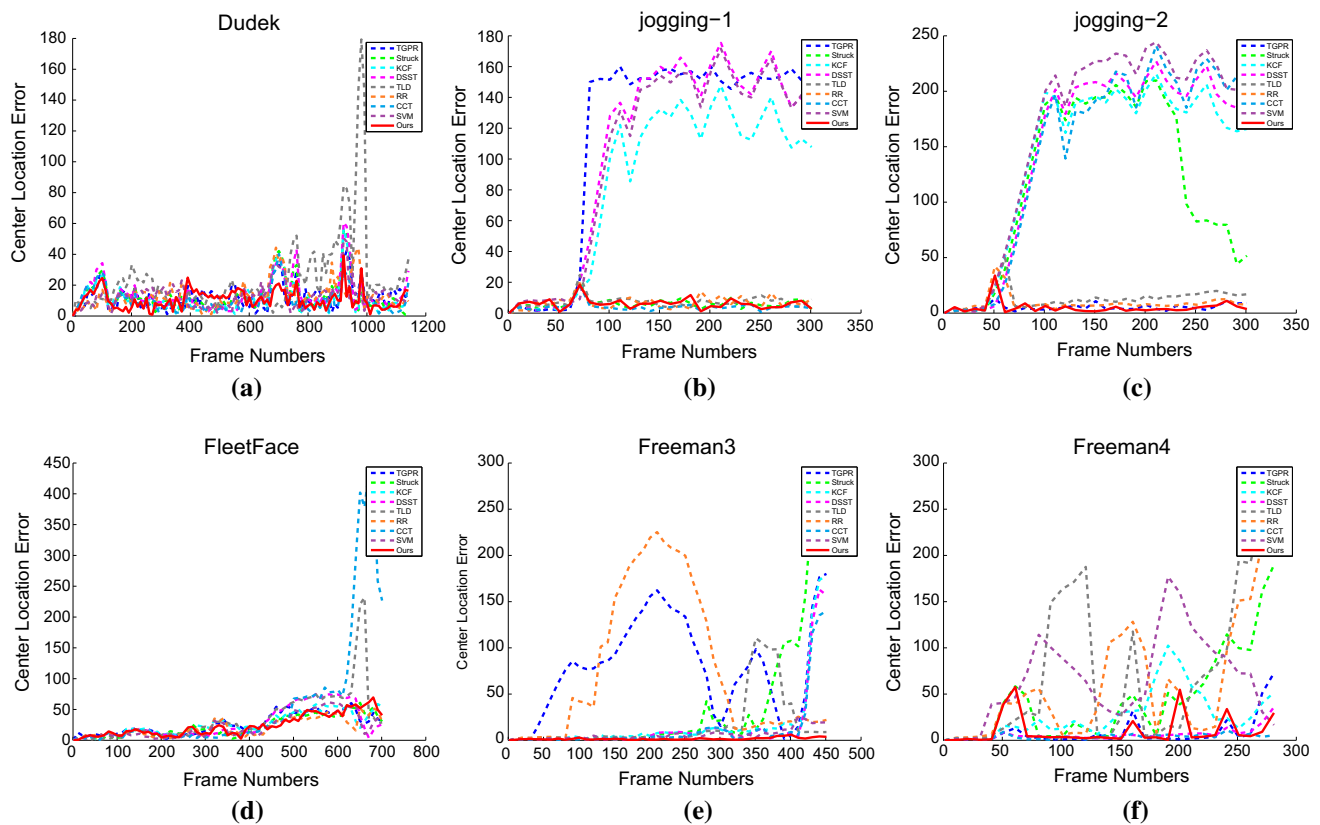 Dudek
Center Location Error
180
160
140
120
100
80
60
40
20
0
0 200 400 600 800 1000 1200
Frame Numbers
TGPR
Struck
KCF
DSST
TLD
RR
CCT
SVM
Ours
(a)
jogging−1
Center Location Error
180
160
140
120
100
80
60
40
20
0
0 50 100 150 200 250 300 350
Frame Numbers
TGPR
Struck
KCF
DSST
TLD
RR
CCT
SVM
Ours
(b)
jogging−2
Center Location Error
250
200
150
100
50
0
0 50 100 150 200 250 300 350
Frame Numbers
TGPR
Struck
KCF
DSST
TLD
RR
CCT
SVM
Ours
(c)
FleetFace
Center Location Error
450
400
350
300
250
200
150
100
50
0
0 100 200 300 400 500 600 700 800
Frame Numbers
TGPR
Struck
KCF
DSST
TLD
RR
CCT
SVM
Ours
(d)
Freeman3
Center Location Error
300
250
200
150
100
50
0
0 50 100 150 200 250 300 350 400 450 500
Frame Numbers
TGPR
Struck
KCF
DSST
TLD
RR
CCT
SVM
Ours
(e)
Freeman4
Center Location Error
300
250
200
150
100
50
0
0 50 100 150 200 250 300
Frame Numbers
TGPR
Struck
KCF
DSST
TLD
RR
CCT
SVM
Ours
(f)